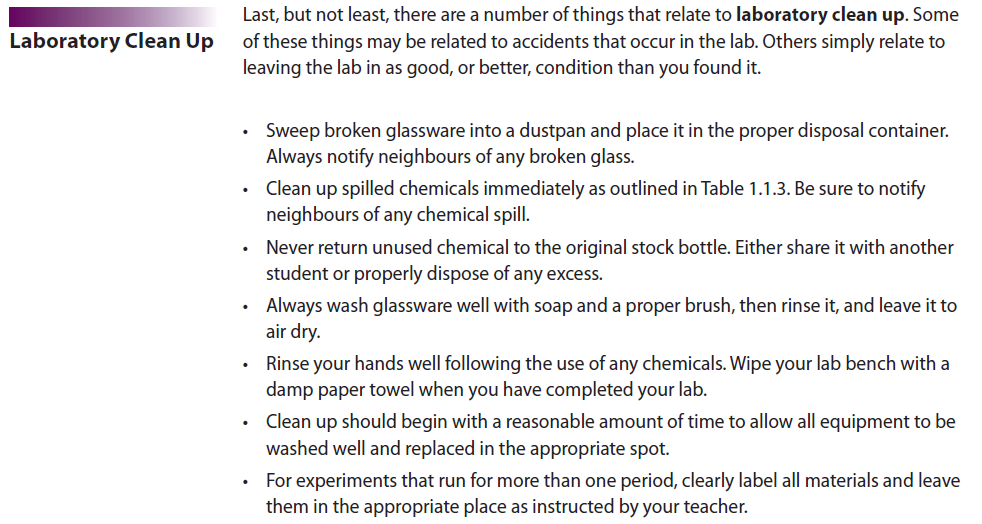 Laboratory Clean Up
Last, but not least, there are a number of things that relate to laboratory clean up. Some
of these things may be related to accidents that occur in the lab. Others simply relate to
leaving the lab in as good, or better, condition than you found it.
• Sweep broken glassware into a dustpan and place it in the proper disposal container.
Always notify neighbours of any broken glass.
• Clean up spilled chemicals immediately as outlined in Table 1.1.3. Be sure to notify
neighbours of any chemical spill.
• Never return unused chemical to the original stock bottle. Either share it with another
student or properly dispose of any excess.
• Always wash glassware well with soap and a proper brush, then rinse it, and leave it to
air dry.
• Rinse your hands well following the use of any chemicals. Wipe your lab bench with a
damp paper towel when you have completed your lab.
• Clean up should begin with a reasonable amount of time to allow all equipment to be
washed well and replaced in the appropriate spot.
• For experiments that run for more than one period, clearly label all materials and leave
them in the appropriate place as instructed by your teacher.